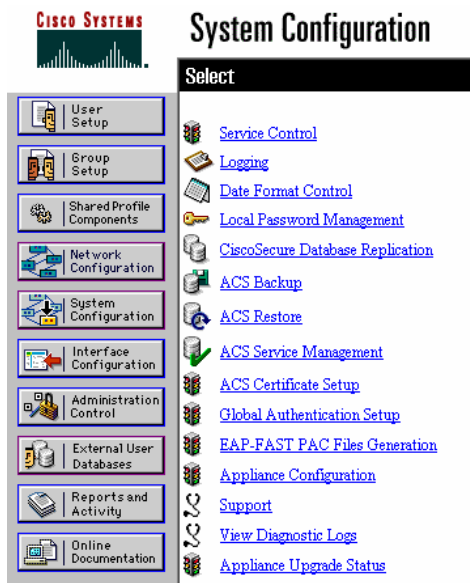 CISCO SYSTEMS
System Configuration
Select
User
Setup
Group
Setup
Shared Profile
Components
Network
Configuration
System
Configuration
Interface
Configuration
Administration
Control
External User
Databases
Reports and
Activity
Online
Documentation
Service Control
Logging
Date Format Control
Local Password Management
CiscoSecure Database Replication
ACS Backup
ACS Restore
ACS Service Management
ACS Certificate Setup
Global Authentication Setup
EAP-FAST PAC Files Generation
Appliance Configuration
Support
View Diagnostic Logs
Appliance Upgrade Status